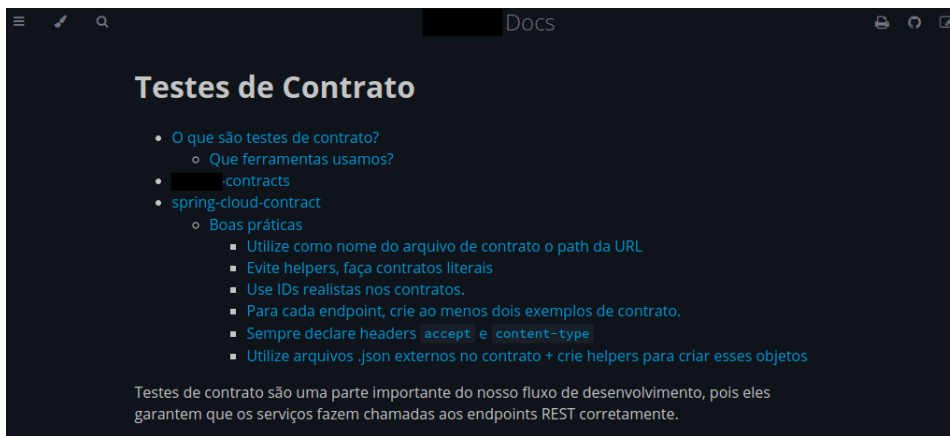 Docs
Testes de Contrato
O que são testes de contrato?
Que ferramentas usamos?
-contracts
spring-cloud-contract
Boas práticas
Utilize como nome do arquivo de contrato o path da URL
Evite helpers, faça contratos literais
Use IDs realistas nos contratos.
Para cada endpoint, crie ao menos dois exemplos de contrato.
Sempre declare headers accept e content-type
Utilize arquivos .json externos no contrato + crie helpers para criar esses objetos
Testes de contrato são uma parte importante do nosso fluxo de desenvolvimento, pois eles
garantem que os serviços fazem chamadas aos endpoints REST corretamente.